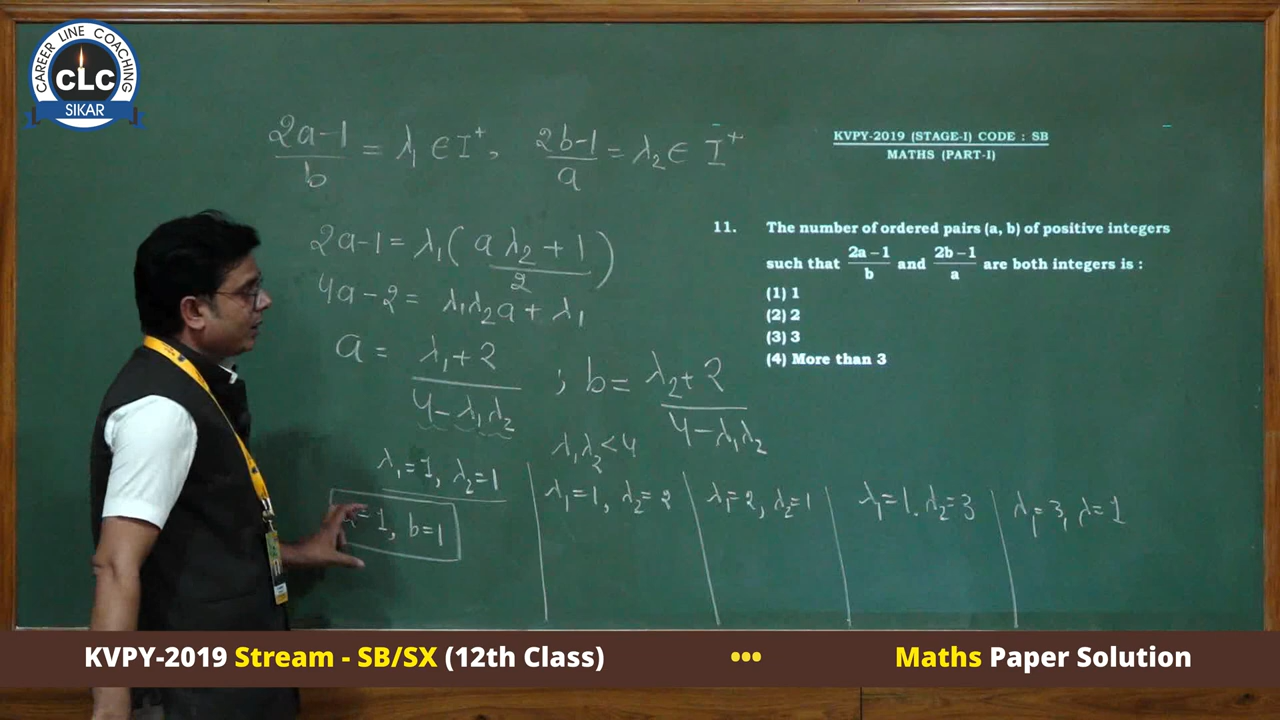 CAREER LINE COACHING
CLC
SIKAR
(2a-1)/b = λ₁ ∈ I⁺, (2b-1)/a = λ₂ ∈ I⁺
2a-1 = λ₁( (aλ₂ + 1)/2 )
4a-2 = λ₁λ₂a + λ₁
a = (λ₁+2)/(4-λ₁λ₂) ; b = (λ₂+2)/(4-λ₁λ₂)
λ₁λ₂<4
λ₁=1, λ₂=1
=1, b=1
λ₁=1, λ₂=2
λ₁=2, λ₂=1
λ₁=1, λ₂=3
λ₁=3, λ=1
KVPY-2019 (STAGE-I) CODE : SB
MATHS (PART-I)
11. The number of ordered pairs (a, b) of positive integers
such that (2a-1)/b and (2b-1)/a are both integers is :
(1) 1
(2) 2
(3) 3
(4) More than 3
KVPY-2019 Stream - SB/SX (12th Class) ••• Maths Paper Solution